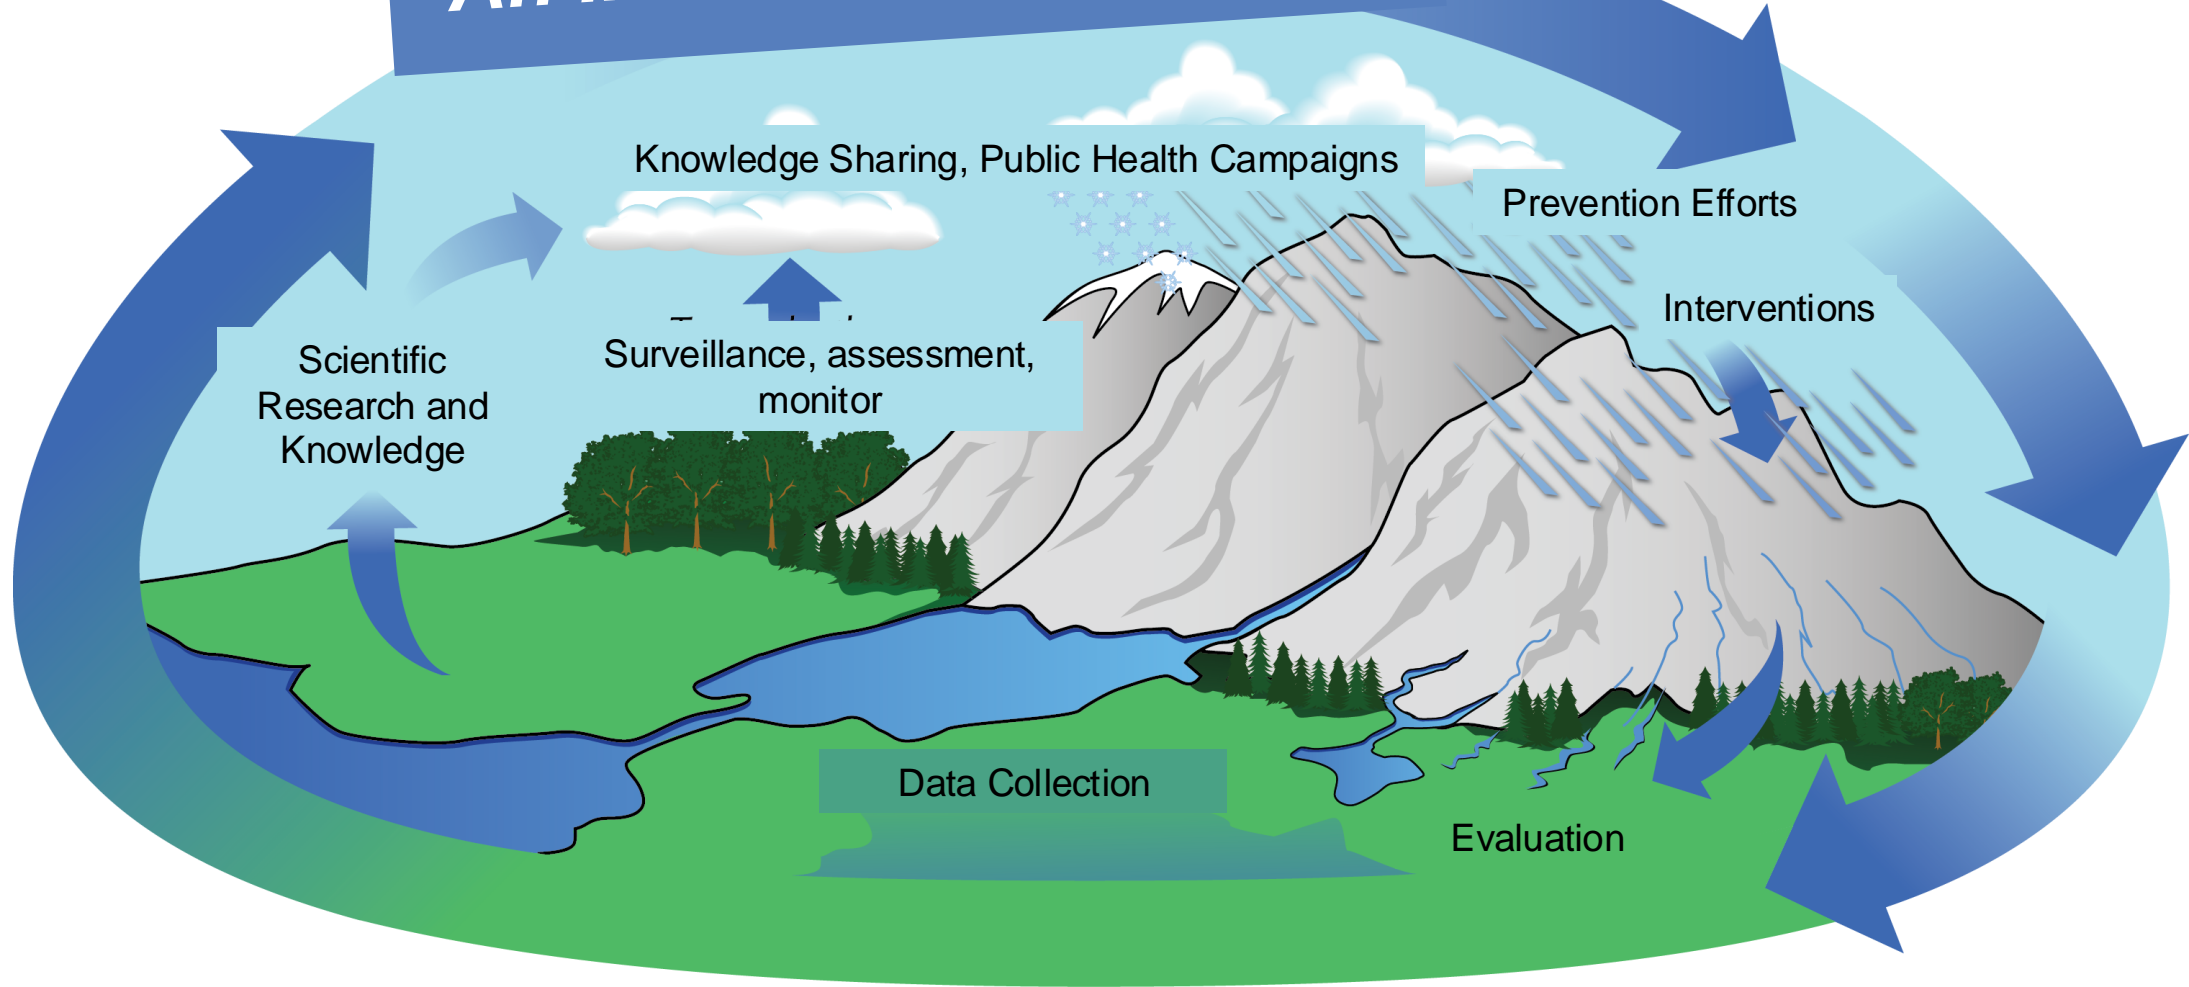 Knowledge Sharing, Public Health Campaigns
Prevention Efforts
Interventions
Scientific
Research and
Knowledge
Surveillance, assessment,
monitor
Data Collection
Evaluation